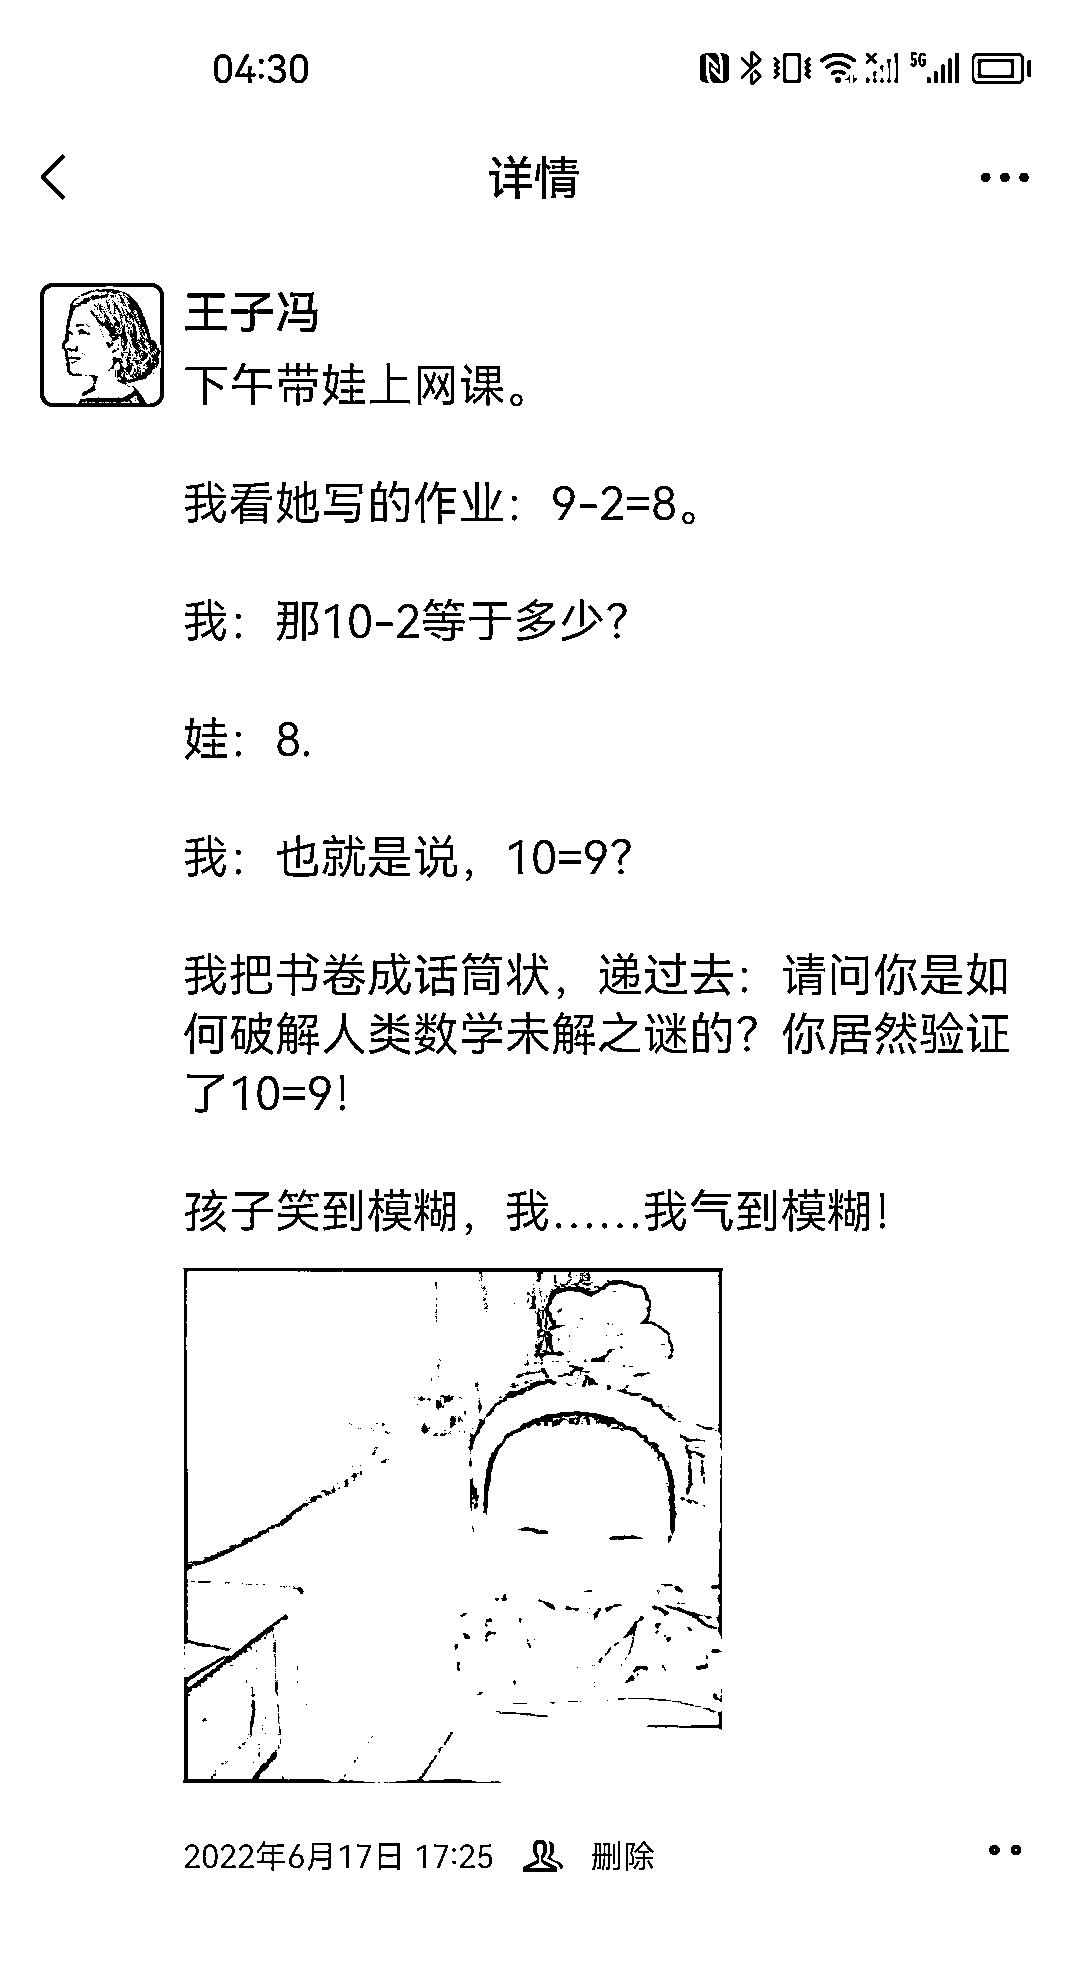 04:30
5G
详情
王子冯
下午带娃上网课。
我看她写的作业：9-2=8。
我：那10-2等于多少？
娃：8.
我：也就是说，10=9？
我把书卷成话筒状，递过去：请问你是如
何破解人类数学未解之谜的？你居然验证
了10=9！
孩子笑到模糊，我……我气到模糊！
2022年6月17日 17:25 删除